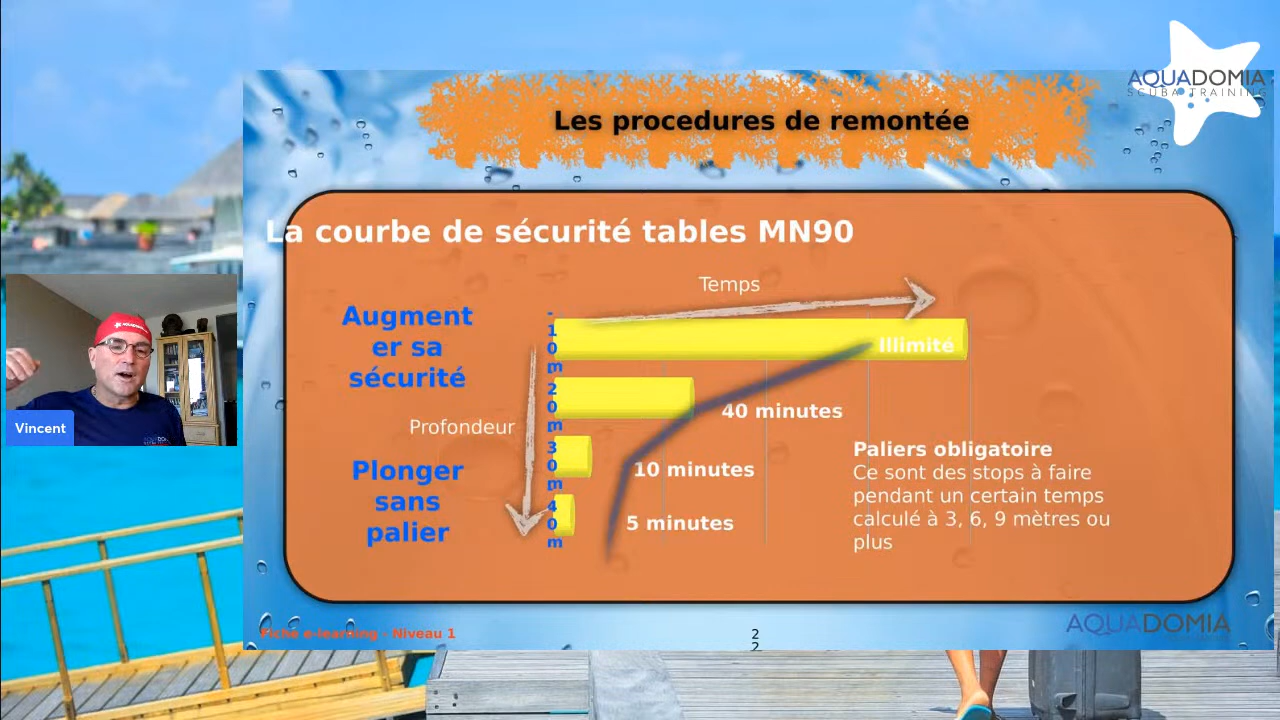 AQUADOMIA
SCUBA TRAINING
Les procedures de remontée
La courbe de sécurité tables MN90
Temps
Augment
er sa
sécurité
Profondeur
Plonger
sans
palier
-
1
0
m
2
0
m
3
0
m
4
0
m
Illimité
40 minutes
10 minutes
5 minutes
Paliers obligatoire
Ce sont des stops à faire
pendant un certain temps
calculé à 3, 6, 9 mètres ou
plus
Vincent
Fiche e-learning - Niveau 1
2
2
AQUADOMIA